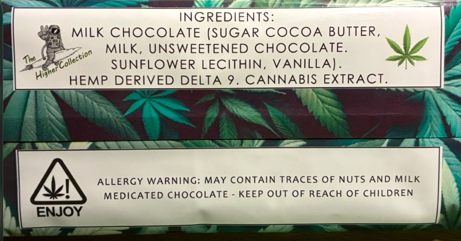 INGREDIENTS:
MILK CHOCOLATE (SUGAR COCOA BUTTER,
MILK, UNSWEETENED CHOCOLATE.
SUNFLOWER LECITHIN, VANILLA).
HEMP DERIVED DELTA 9. CANNABIS EXTRACT.
The
Higher Collection
ALLERGY WARNING: MAY CONTAIN TRACES OF NUTS AND MILK
MEDICATED CHOCOLATE - KEEP OUT OF REACH OF CHILDREN
!
ENJOY